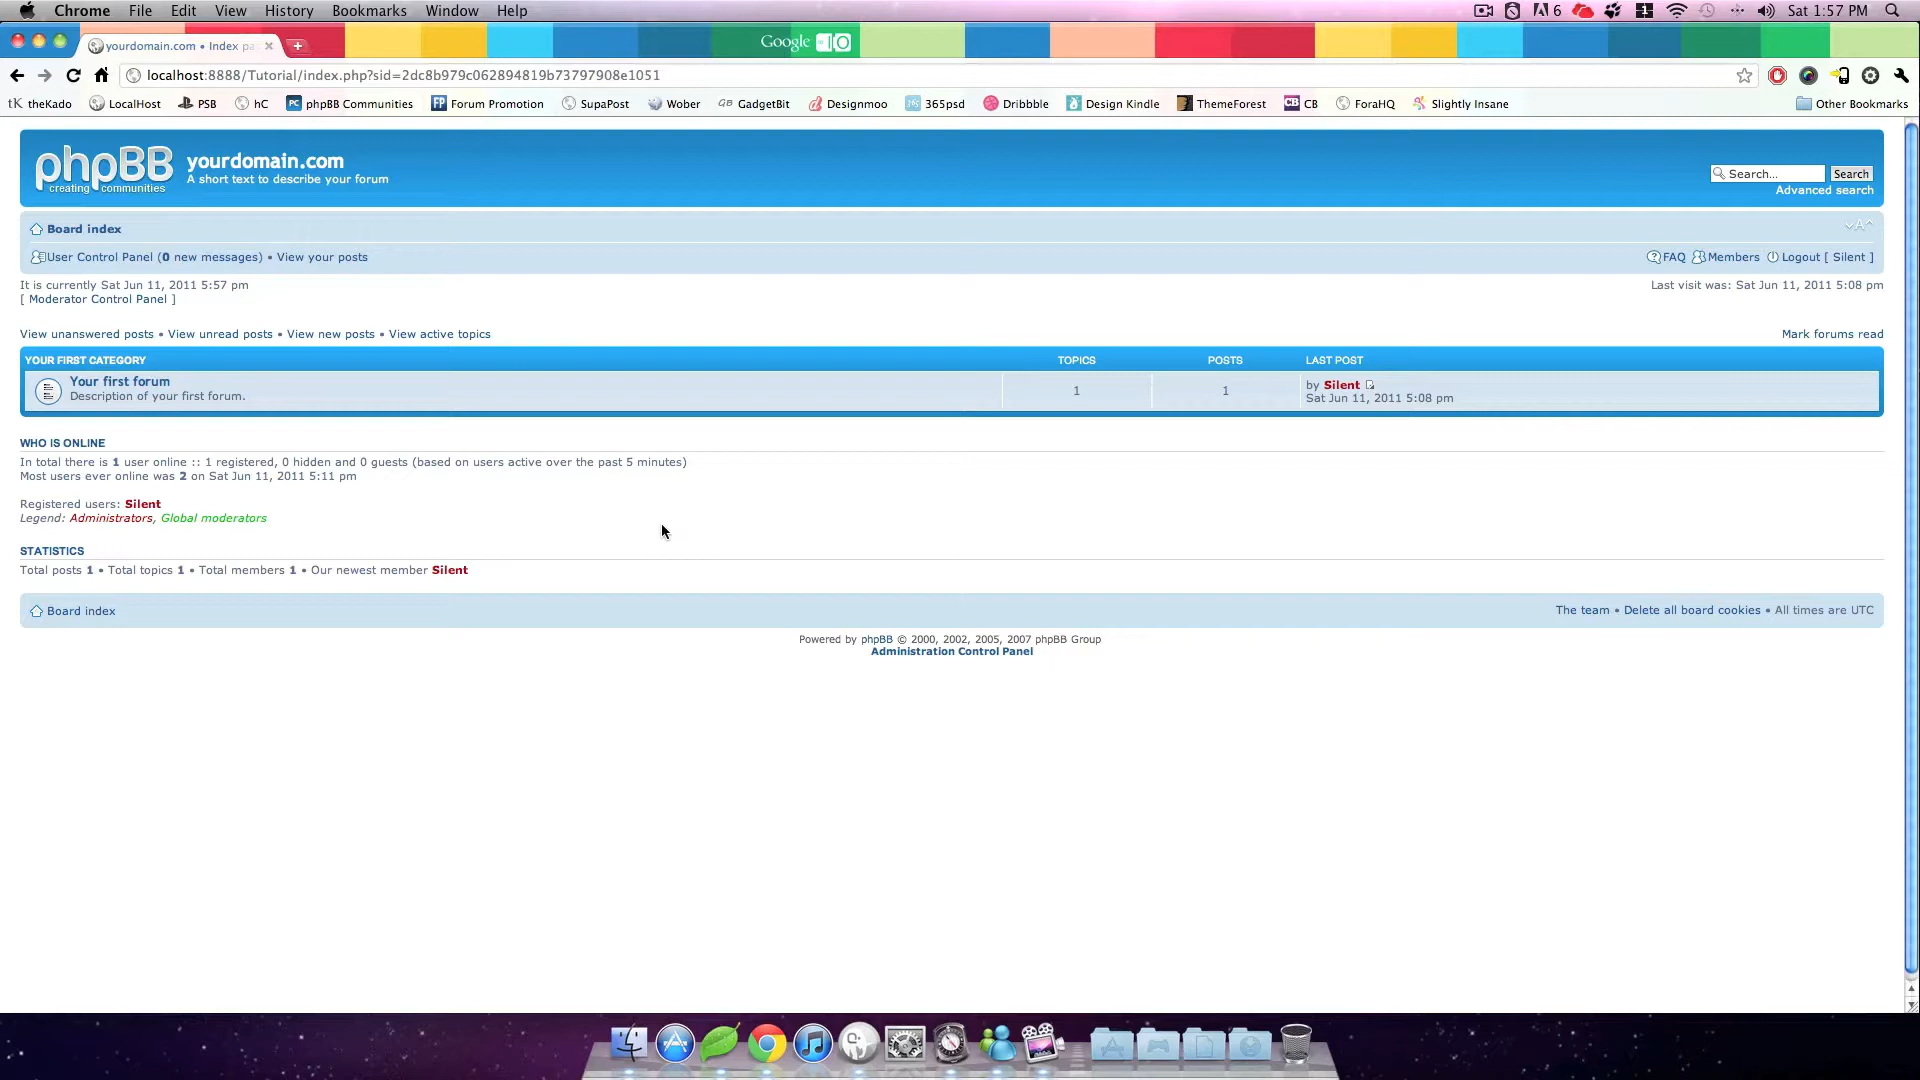 Chrome File Edit View History Bookmarks Window Help
6 1 Sat 1:57 PM
yourdomain.com • Index pa
Google IO
localhost:8888/Tutorial/index.php?sid=2dc8b979c062894819b73797908e1051
tK theKado LocalHost PSB hC PC phpBB Communities FP Forum Promotion SupaPost Wober GB GadgetBit Designmoo 365psd Dribbble Design Kindle ThemeForest CB CB ForaHQ Slightly Insane Other Bookmarks
phpBB
creating communities
yourdomain.com
A short text to describe your forum
Search... Search
Advanced search
Board index
A
User Control Panel (0 new messages) • View your posts
FAQ Members Logout [ Silent ]
It is currently Sat Jun 11, 2011 5:57 pm
Last visit was: Sat Jun 11, 2011 5:08 pm
[ Moderator Control Panel ]
View unanswered posts • View unread posts • View new posts • View active topics
Mark forums read
YOUR FIRST CATEGORY TOPICS POSTS LAST POST
Your first forum
Description of your first forum.
1 1
by Silent
Sat Jun 11, 2011 5:08 pm
WHO IS ONLINE
In total there is 1 user online :: 1 registered, 0 hidden and 0 guests (based on users active over the past 5 minutes)
Most users ever online was 2 on Sat Jun 11, 2011 5:11 pm
Registered users: Silent
Legend: Administrators, Global moderators
STATISTICS
Total posts 1 • Total topics 1 • Total members 1 • Our newest member Silent
Board index
The team • Delete all board cookies • All times are UTC
Powered by phpBB © 2000, 2002, 2005, 2007 phpBB Group
Administration Control Panel